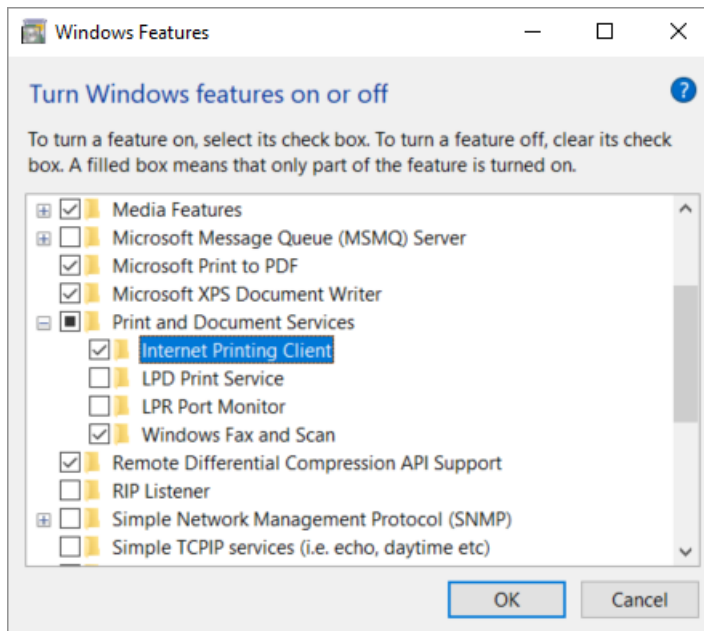 Windows Features
Turn Windows features on or off
?
To turn a feature on, select its check box. To turn a feature off, clear its check
box. A filled box means that only part of the feature is turned on.
Media Features
Microsoft Message Queue (MSMQ) Server
Microsoft Print to PDF
Microsoft XPS Document Writer
Print and Document Services
Internet Printing Client
LPD Print Service
LPR Port Monitor
Windows Fax and Scan
Remote Differential Compression API Support
RIP Listener
Simple Network Management Protocol (SNMP)
Simple TCPIP services (i.e. echo, daytime etc)
OK Cancel